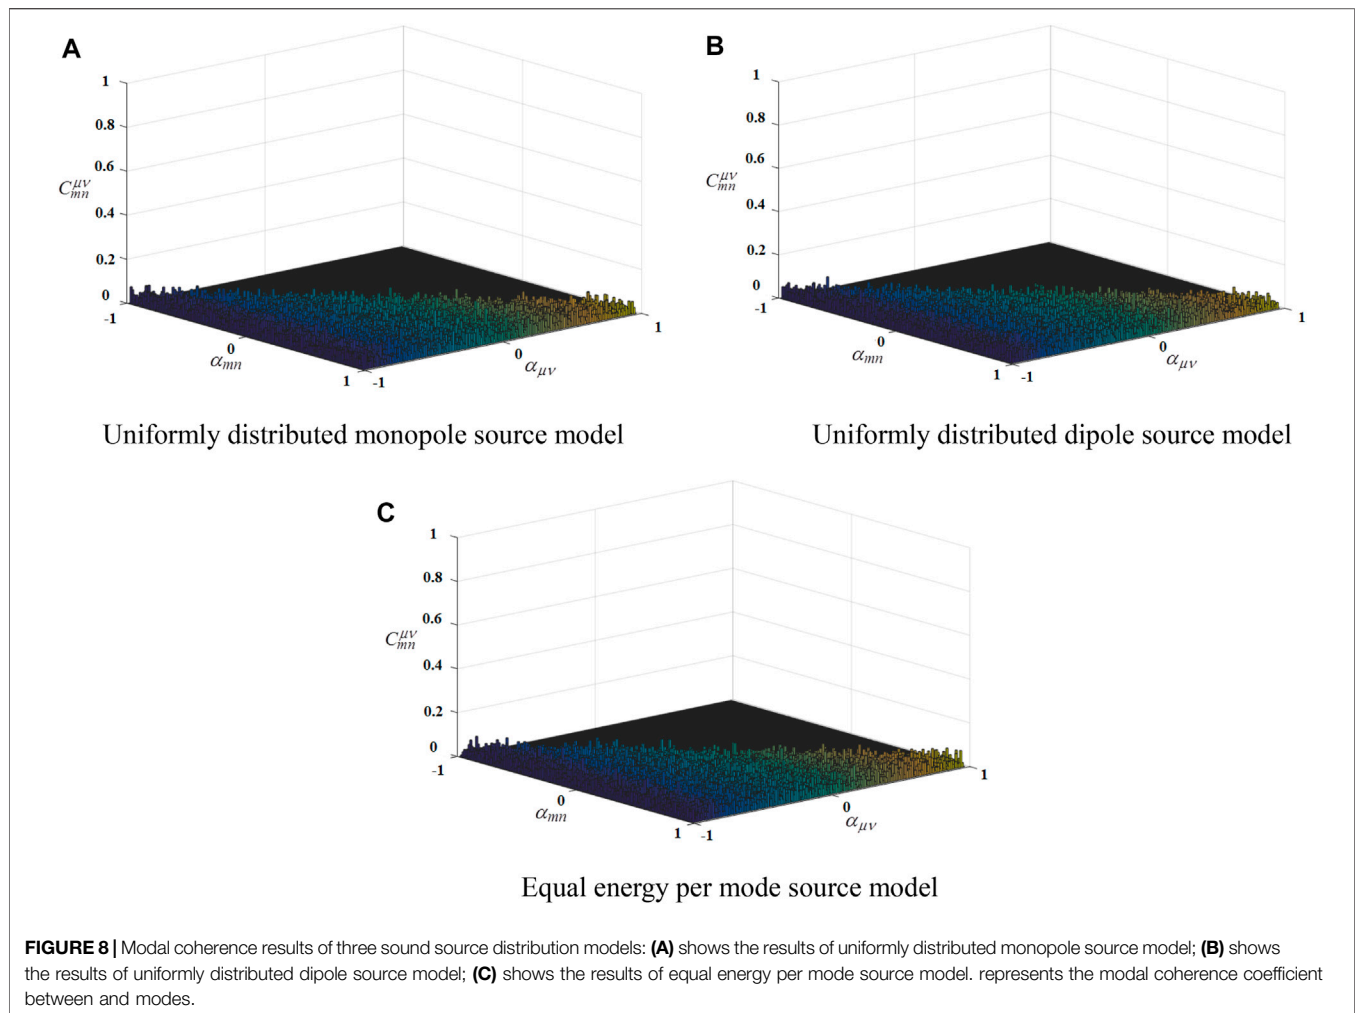 A
1
0.8
0.6
C_{mn}^{μν}
0.4
0.2
0
-1
0
α_{mn}
1
-1
0
α_{μν}
1
Uniformly distributed monopole source model
B
1
0.8
0.6
C_{mn}^{μν}
0.4
0.2
0
-1
0
α_{mn}
1
-1
0
α_{μν}
1
Uniformly distributed dipole source model
C
1
0.8
0.6
C_{mn}^{μν}
0.4
0.2
0
-1
0
α_{mn}
1
-1
0
α_{μν}
1
Equal energy per mode source model
FIGURE 8 | Modal coherence results of three sound source distribution models: (A) shows the results of uniformly distributed monopole source model; (B) shows
the results of uniformly distributed dipole source model; (C) shows the results of equal energy per mode source model. represents the modal coherence coefficient
between and modes.